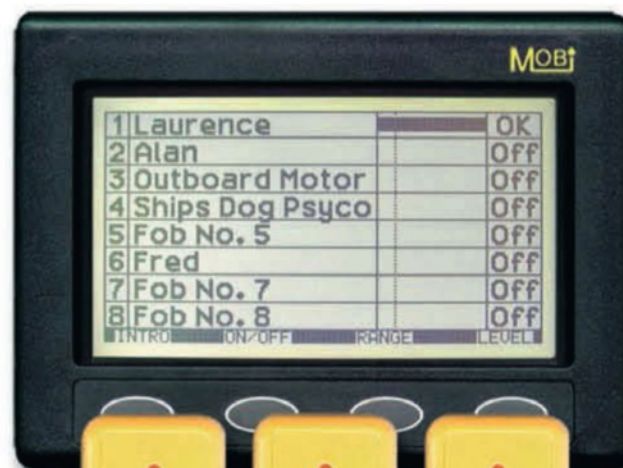 MOBi
1 Laurence OK
2 Alan Off
3 Outboard Motor Off
4 Ships Dog Psyco Off
5 Fob No. 5 Off
6 Fred Off
7 Fob No. 7 Off
8 Fob No. 8 Off
INTRO ON/OFF RANGE LEVEL